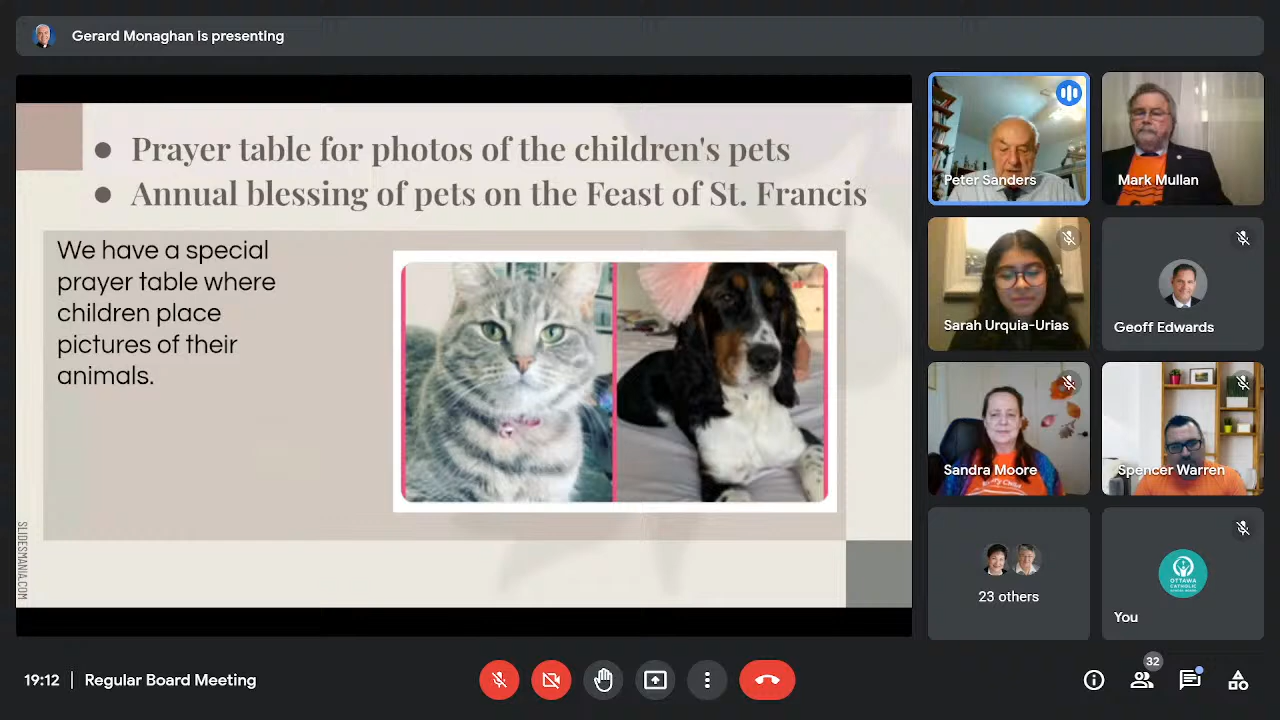 Gerard Monaghan is presenting
● Prayer table for photos of the children's pets
● Annual blessing of pets on the Feast of St. Francis
We have a special
prayer table where
children place
pictures of their
animals.
SLIDESMANIA.COM
Peter Sanders
Mark Mullan
Sarah Urquia-Urias
Geoff Edwards
Sandra Moore
Spencer Warren
23 others
OTTAWA
CATHOLIC
You
19:12 | Regular Board Meeting
32